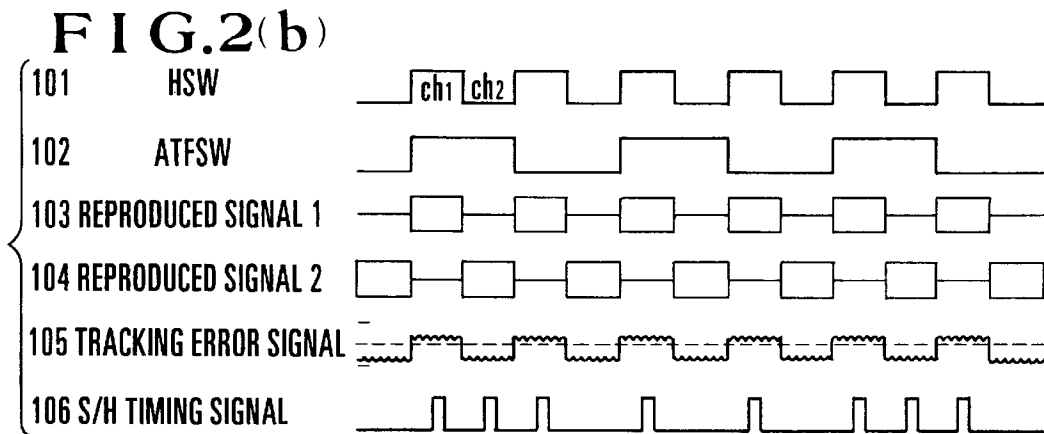 FIG.2(b)
101 HSW ch1 ch2
102 ATFSW
103 REPRODUCED SIGNAL 1
104 REPRODUCED SIGNAL 2
105 TRACKING ERROR SIGNAL
106 S/H TIMING SIGNAL